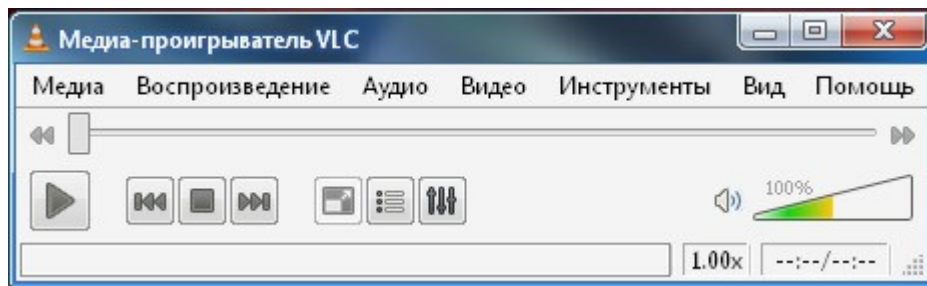 Медиа-проигрыватель VLC
Медиа Воспроизведение Аудио Видео Инструменты Вид Помощь
100%
1.00x --:--/--:--